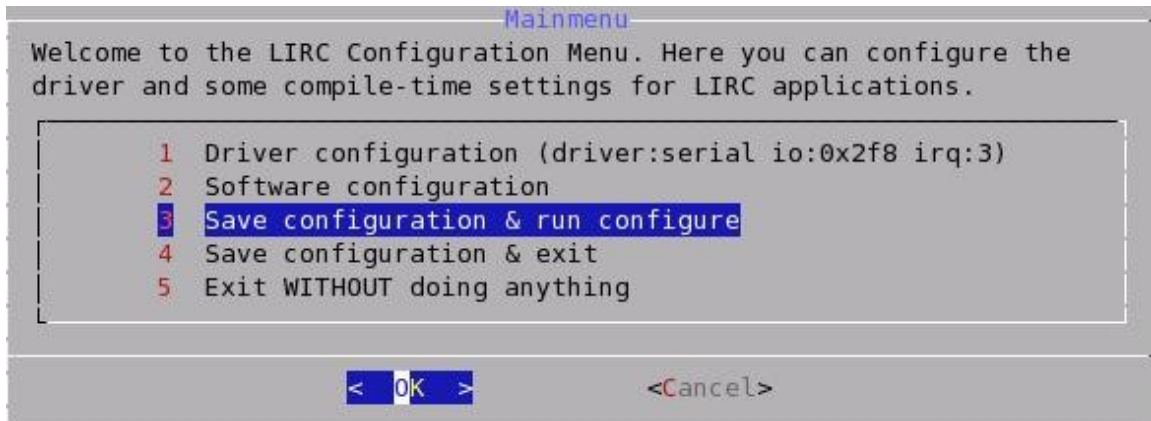 Mainmenu
Welcome to the LIRC Configuration Menu. Here you can configure the
driver and some compile-time settings for LIRC applications.
1 Driver configuration (driver:serial io:0x2f8 irq:3)
2 Software configuration
3 Save configuration & run configure
4 Save configuration & exit
5 Exit WITHOUT doing anything
< OK > <Cancel>